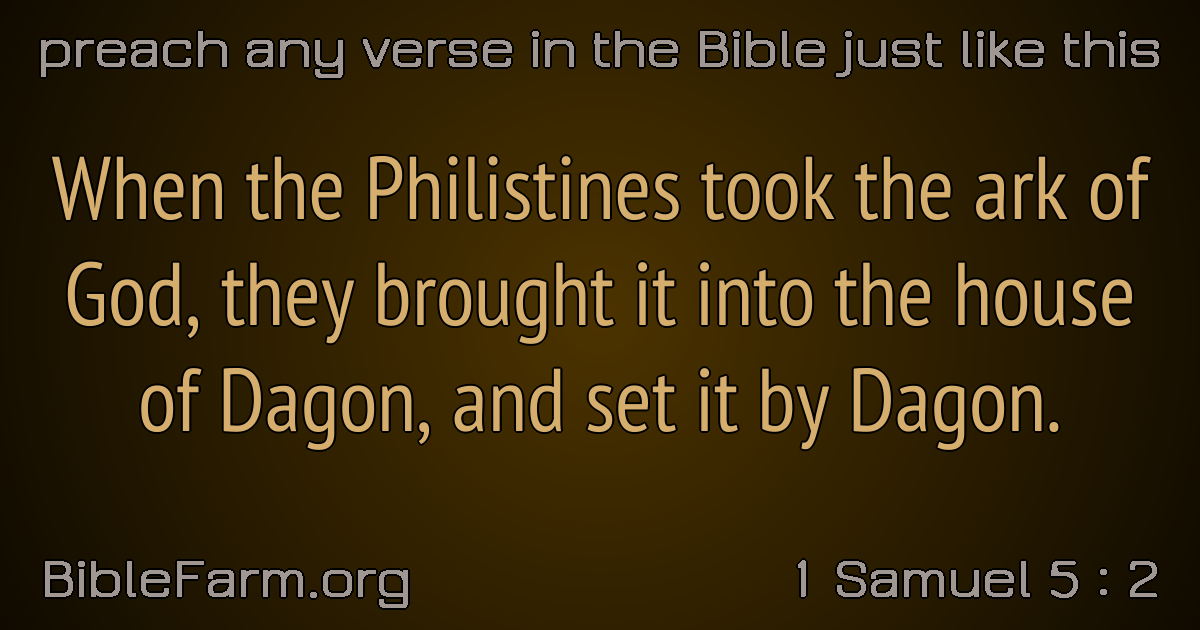 preach any verse in the Bible just like this
When the Philistines took the ark of
God, they brought it into the house
of Dagon, and set it by Dagon.
BibleFarm.org
1 Samuel 5 : 2